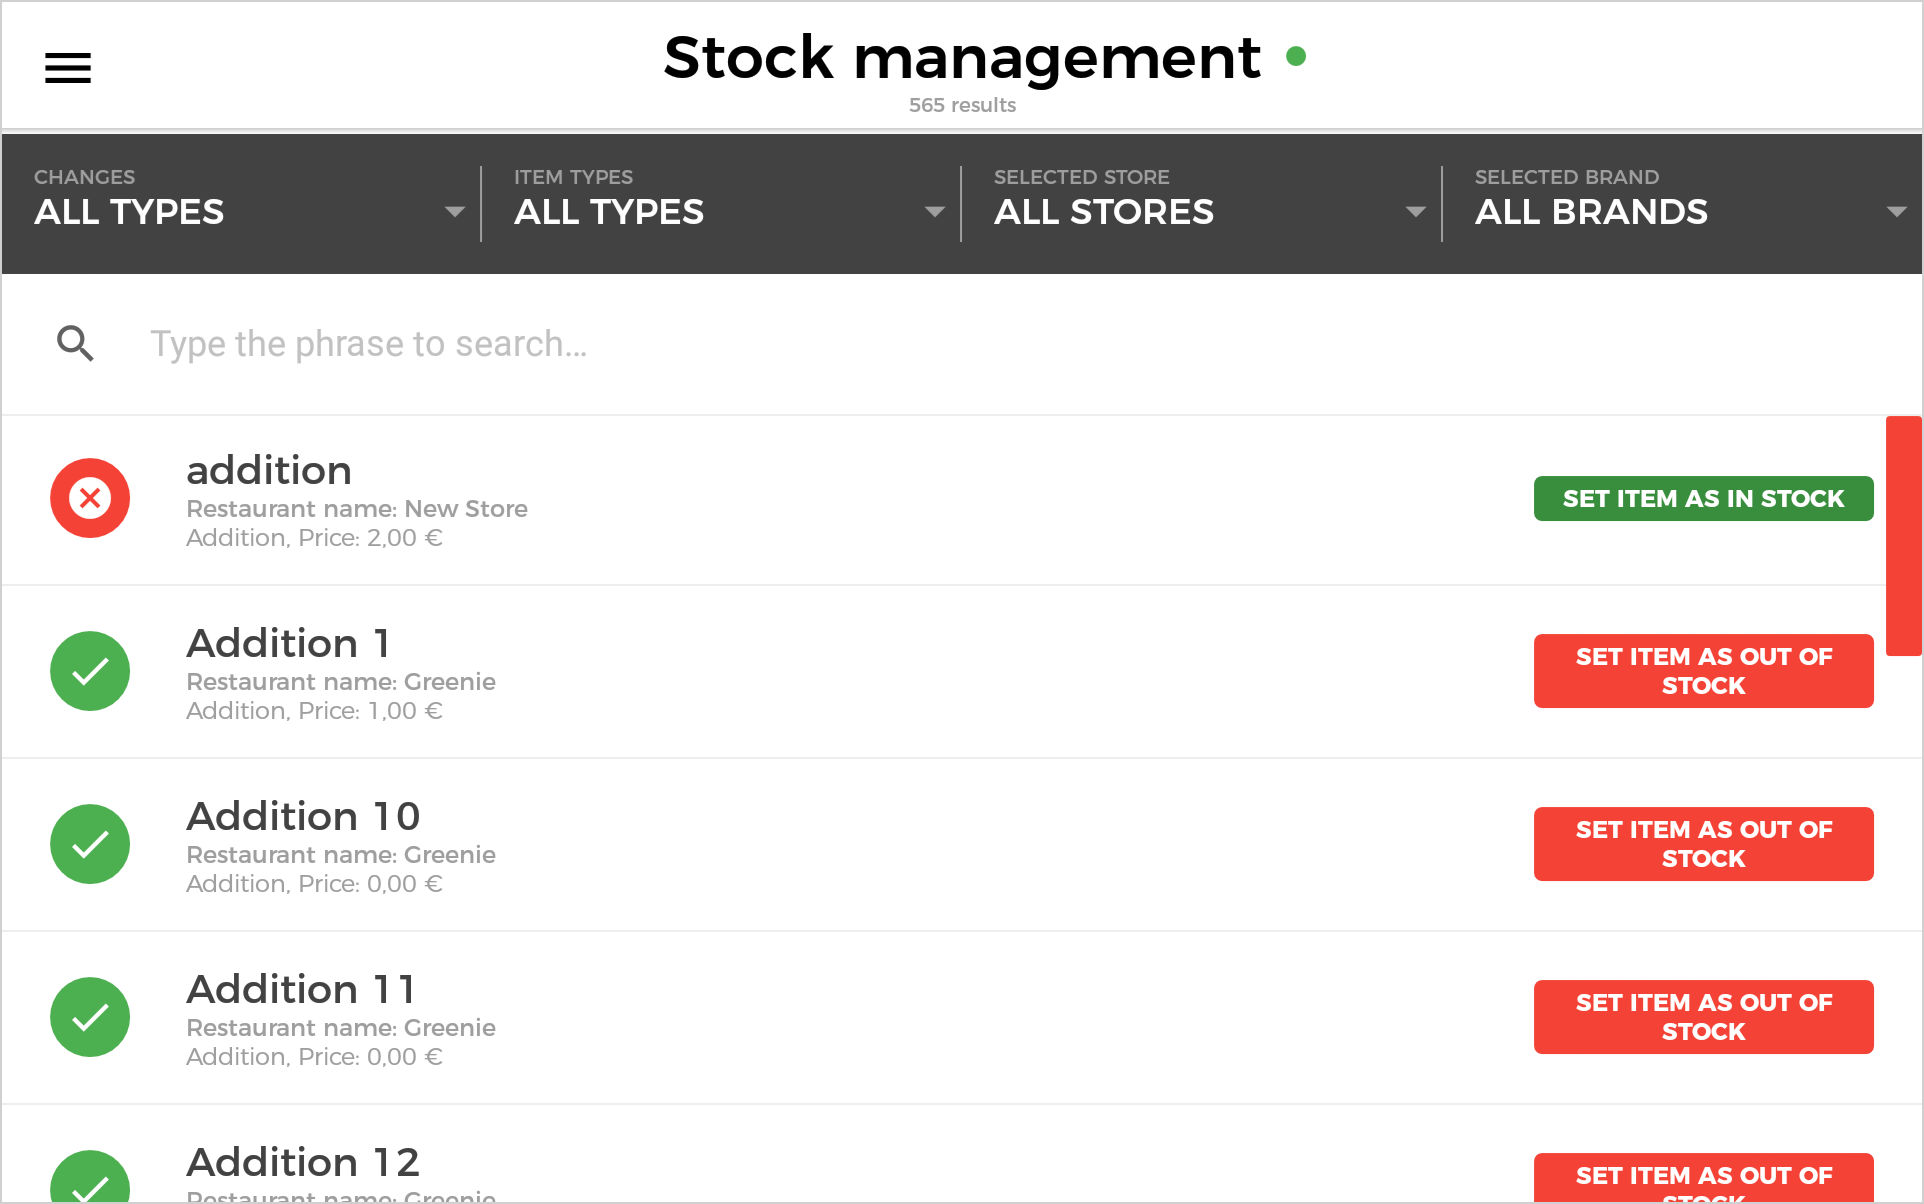 Stock management
565 results
CHANGES
ALL TYPES
ITEM TYPES
ALL TYPES
SELECTED STORE
ALL STORES
SELECTED BRAND
ALL BRANDS
Type the phrase to search...
addition
Restaurant name: New Store
Addition, Price: 2,00 €
SET ITEM AS IN STOCK
Addition 1
Restaurant name: Greenie
Addition, Price: 1,00 €
SET ITEM AS OUT OF
STOCK
Addition 10
Restaurant name: Greenie
Addition, Price: 0,00 €
SET ITEM AS OUT OF
STOCK
Addition 11
Restaurant name: Greenie
Addition, Price: 0,00 €
SET ITEM AS OUT OF
STOCK
Addition 12
Restaurant name: Greenie
SET ITEM AS OUT OF
STOCK